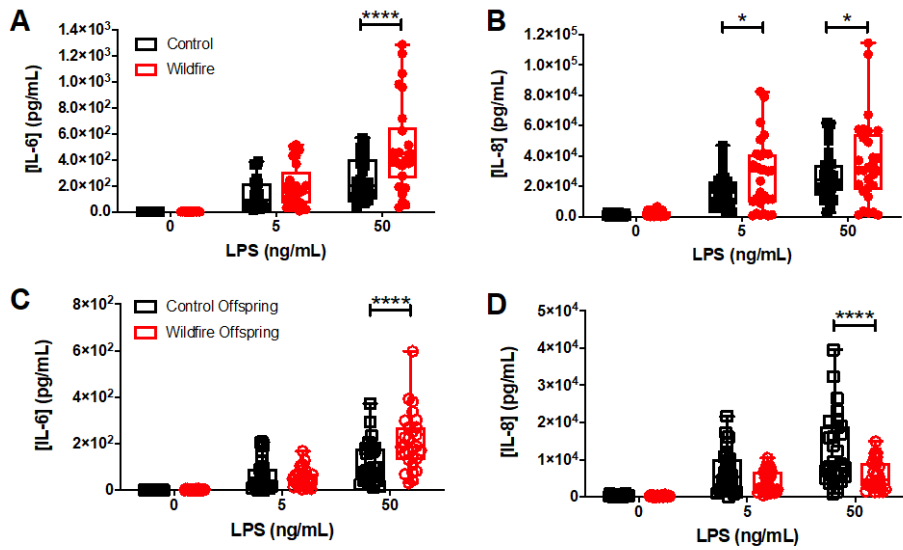 A
****
1.4×10³
1.2×10³
1.0×10³
8.0×10²
6.0×10²
4.0×10²
2.0×10²
0.0
[IL-6] (pg/mL)
Control
Wildfire
0
5
50
LPS (ng/mL)
B
*
*
1.2×10⁵
1.0×10⁵
8.0×10⁴
6.0×10⁴
4.0×10⁴
2.0×10⁴
0.0
[IL-8] (pg/mL)
0
5
50
LPS (ng/mL)
C
****
8×10²
6×10²
4×10²
2×10²
0
[IL-6] (pg/mL)
Control Offspring
Wildfire Offspring
0
5
50
LPS (ng/mL)
D
****
5×10⁴
4×10⁴
3×10⁴
2×10⁴
1×10⁴
0
[IL-8] (pg/mL)
0
5
50
LPS (ng/mL)